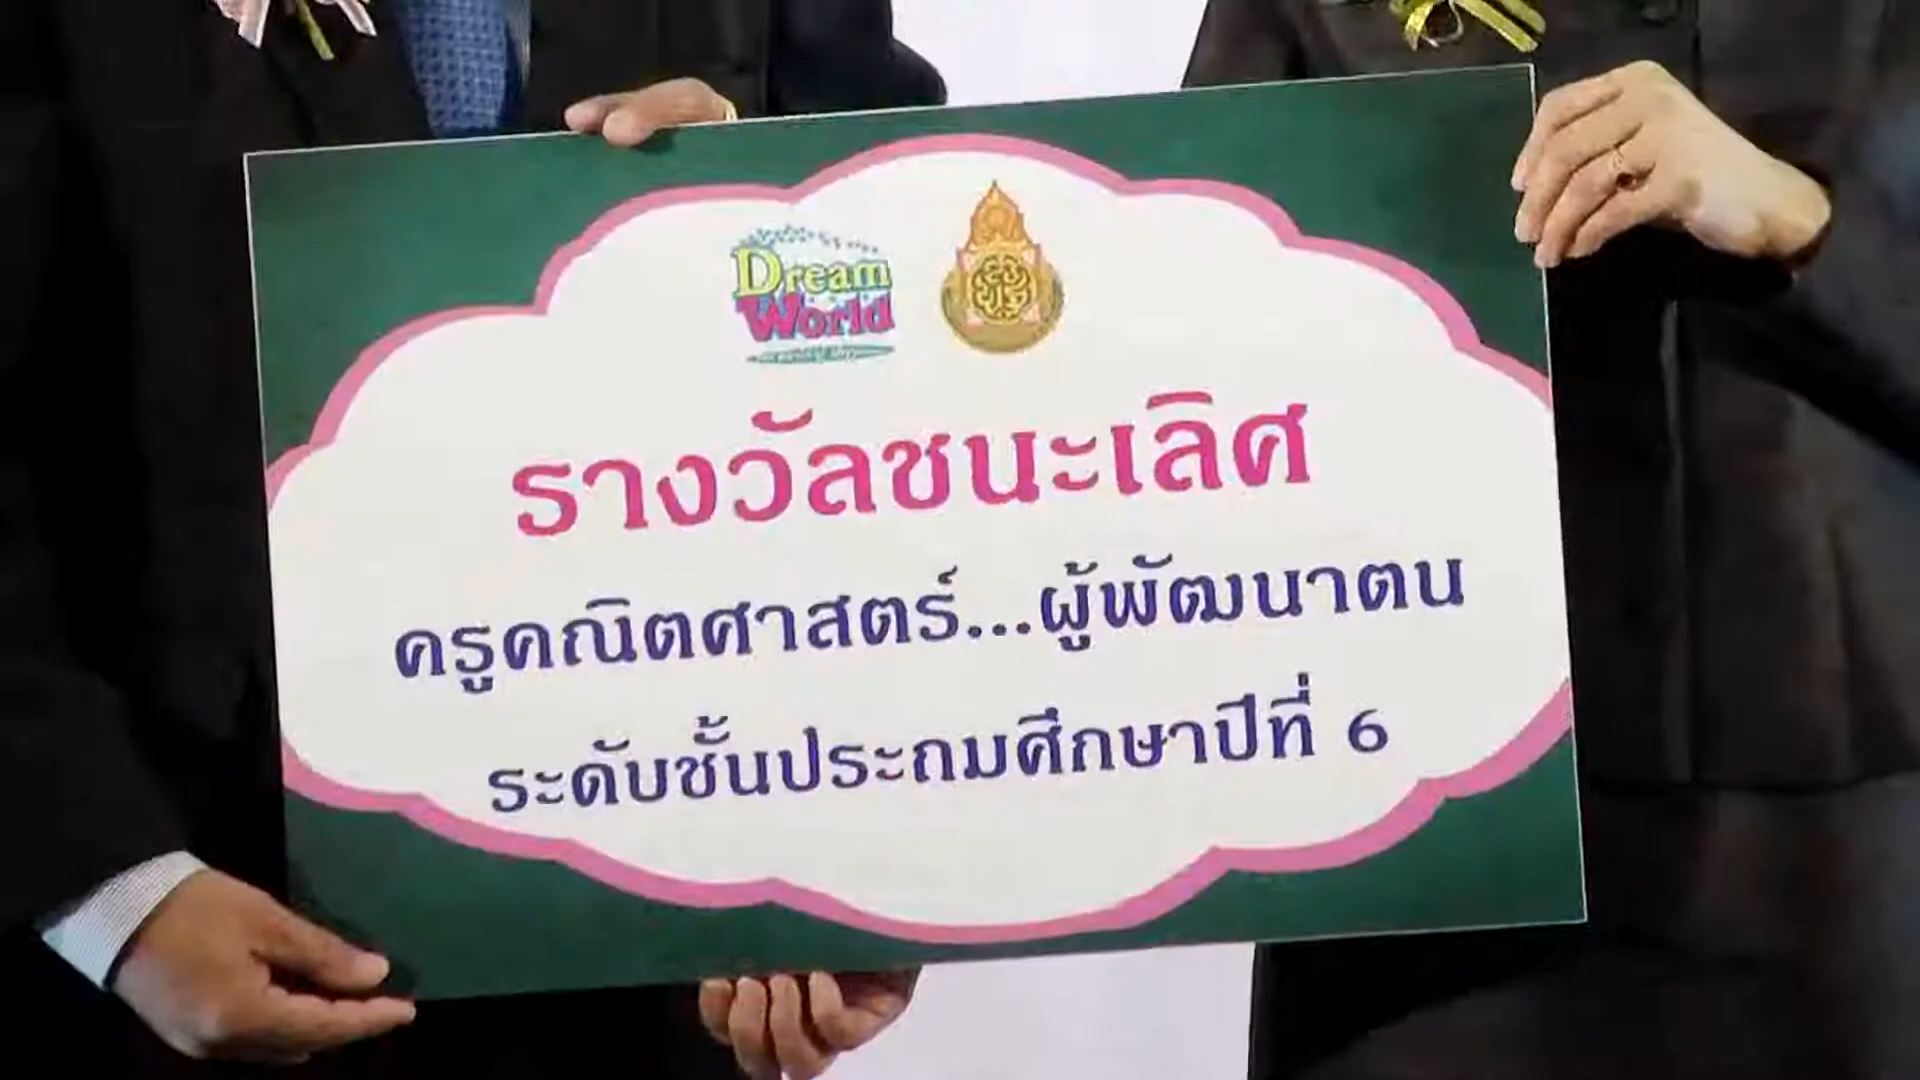 Dream
World
รางวัลชนะเลิศ
ครูคณิตศาสตร์...ผู้พัฒนาตน
ระดับชั้นประถมศึกษาปีที่ 6